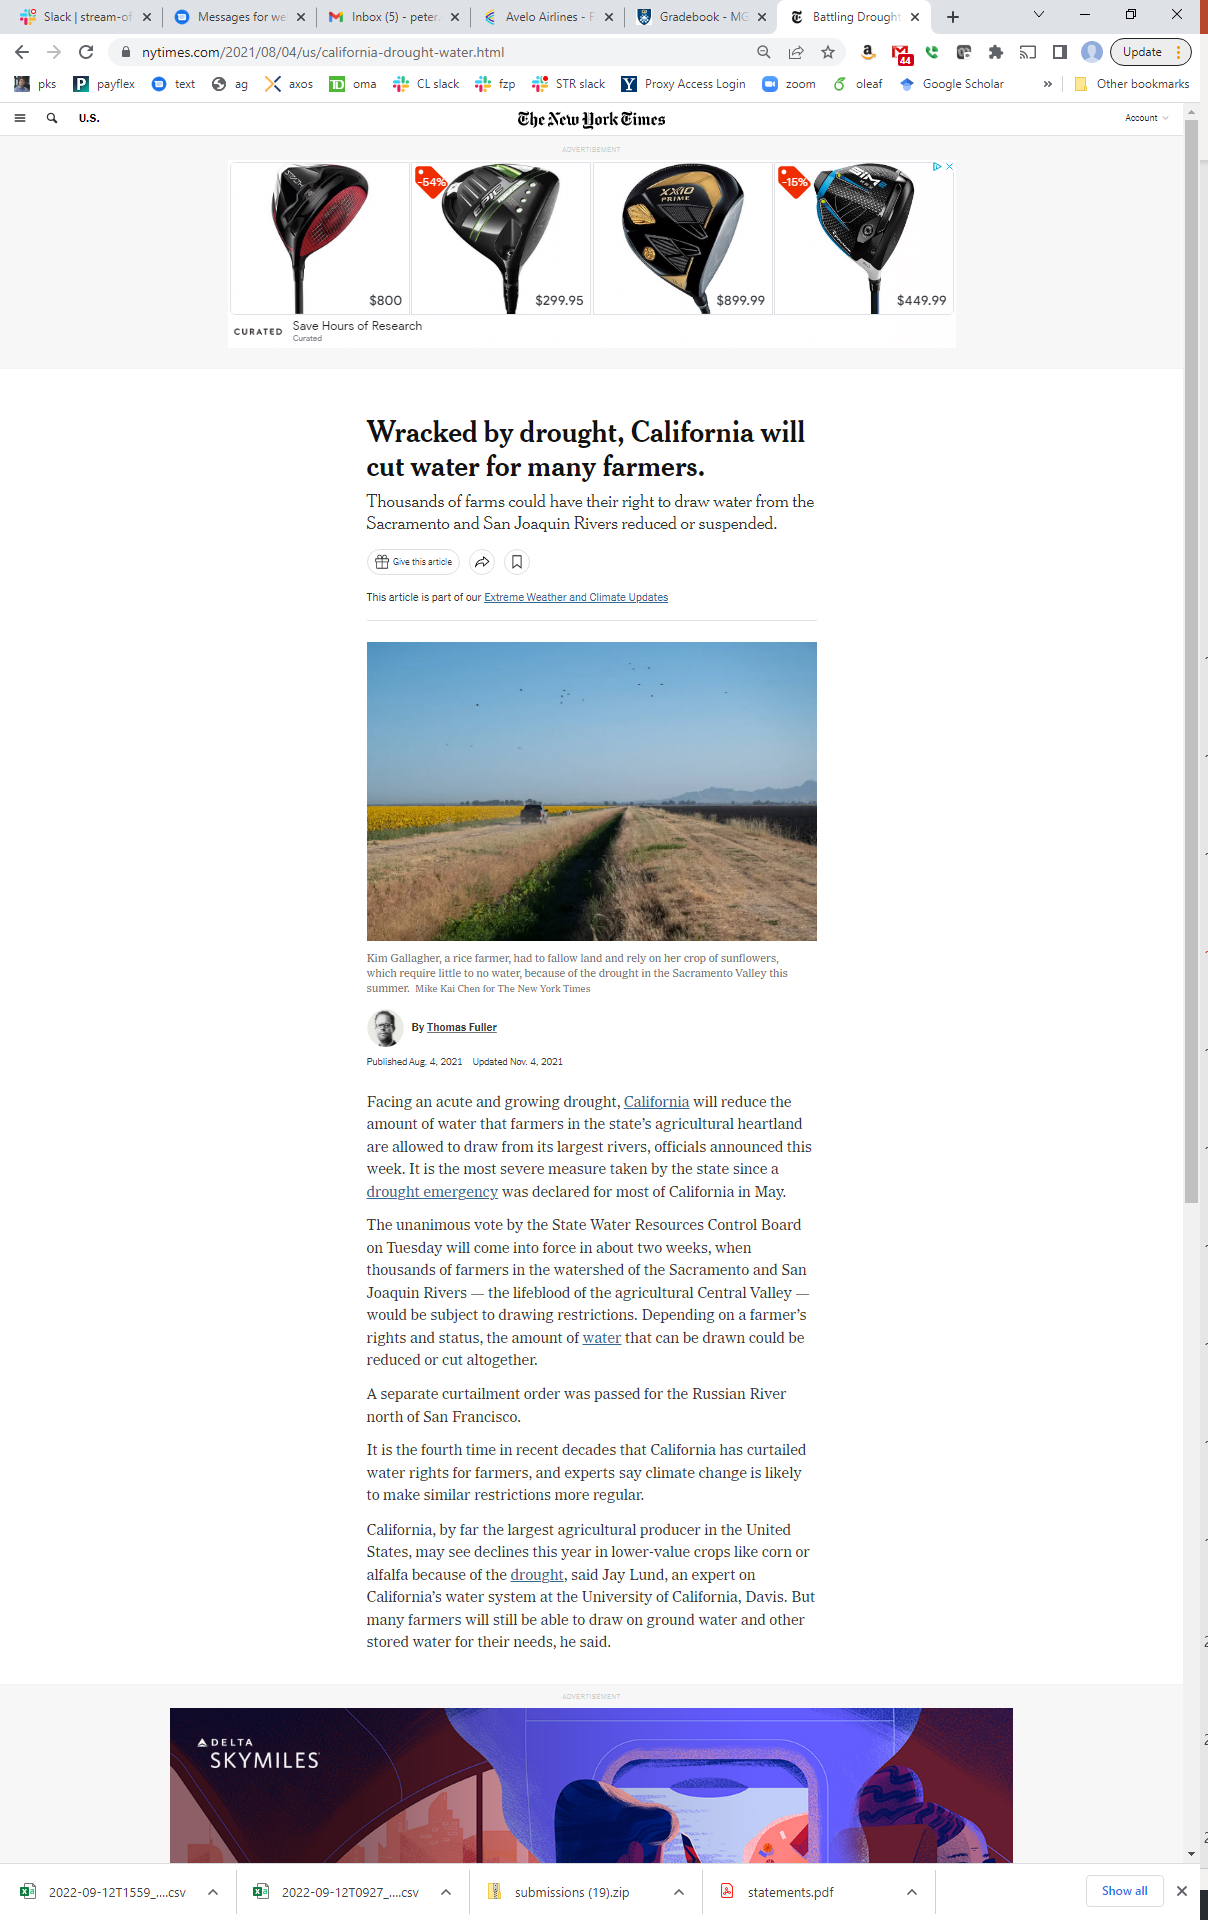 Slack | stream-of
Messages for we
Inbox (5) - peter.
Avelo Airlines - F
Gradebook - MG
Battling Drought
nytimes.com/2021/08/04/us/california-drought-water.html
44
Update
pks
payflex
text
ag
axos
oma
CL slack
fzp
STR slack
Proxy Access Login
zoom
oleaf
Google Scholar
»
Other bookmarks
U.S.
The New York Times
Account
ADVERTISEMENT
-54%
EPIC
XXIO
PRIME
-15%
SIM2
$800
$299.95
$899.99
$449.99
CURATED
Save Hours of Research
Curated
Wracked by drought, California will
cut water for many farmers.
Thousands of farms could have their right to draw water from the
Sacramento and San Joaquin Rivers reduced or suspended.
Give this article
This article is part of our Extreme Weather and Climate Updates
Kim Gallagher, a rice farmer, had to fallow land and rely on her crop of sunflowers,
which require little to no water, because of the drought in the Sacramento Valley this
summer. Mike Kai Chen for The New York Times
By Thomas Fuller
Published Aug. 4, 2021 Updated Nov. 4, 2021
Facing an acute and growing drought, California will reduce the
amount of water that farmers in the state’s agricultural heartland
are allowed to draw from its largest rivers, officials announced this
week. It is the most severe measure taken by the state since a
drought emergency was declared for most of California in May.
The unanimous vote by the State Water Resources Control Board
on Tuesday will come into force in about two weeks, when
thousands of farmers in the watershed of the Sacramento and San
Joaquin Rivers — the lifeblood of the agricultural Central Valley —
would be subject to drawing restrictions. Depending on a farmer’s
rights and status, the amount of water that can be drawn could be
reduced or cut altogether.
A separate curtailment order was passed for the Russian River
north of San Francisco.
It is the fourth time in recent decades that California has curtailed
water rights for farmers, and experts say climate change is likely
to make similar restrictions more regular.
California, by far the largest agricultural producer in the United
States, may see declines this year in lower-value crops like corn or
alfalfa because of the drought, said Jay Lund, an expert on
California’s water system at the University of California, Davis. But
many farmers will still be able to draw on ground water and other
stored water for their needs, he said.
ADVERTISEMENT
DELTA
SKYMILES
2022-09-12T1559_....csv
2022-09-12T0927_....csv
submissions (19).zip
statements.pdf
Show all